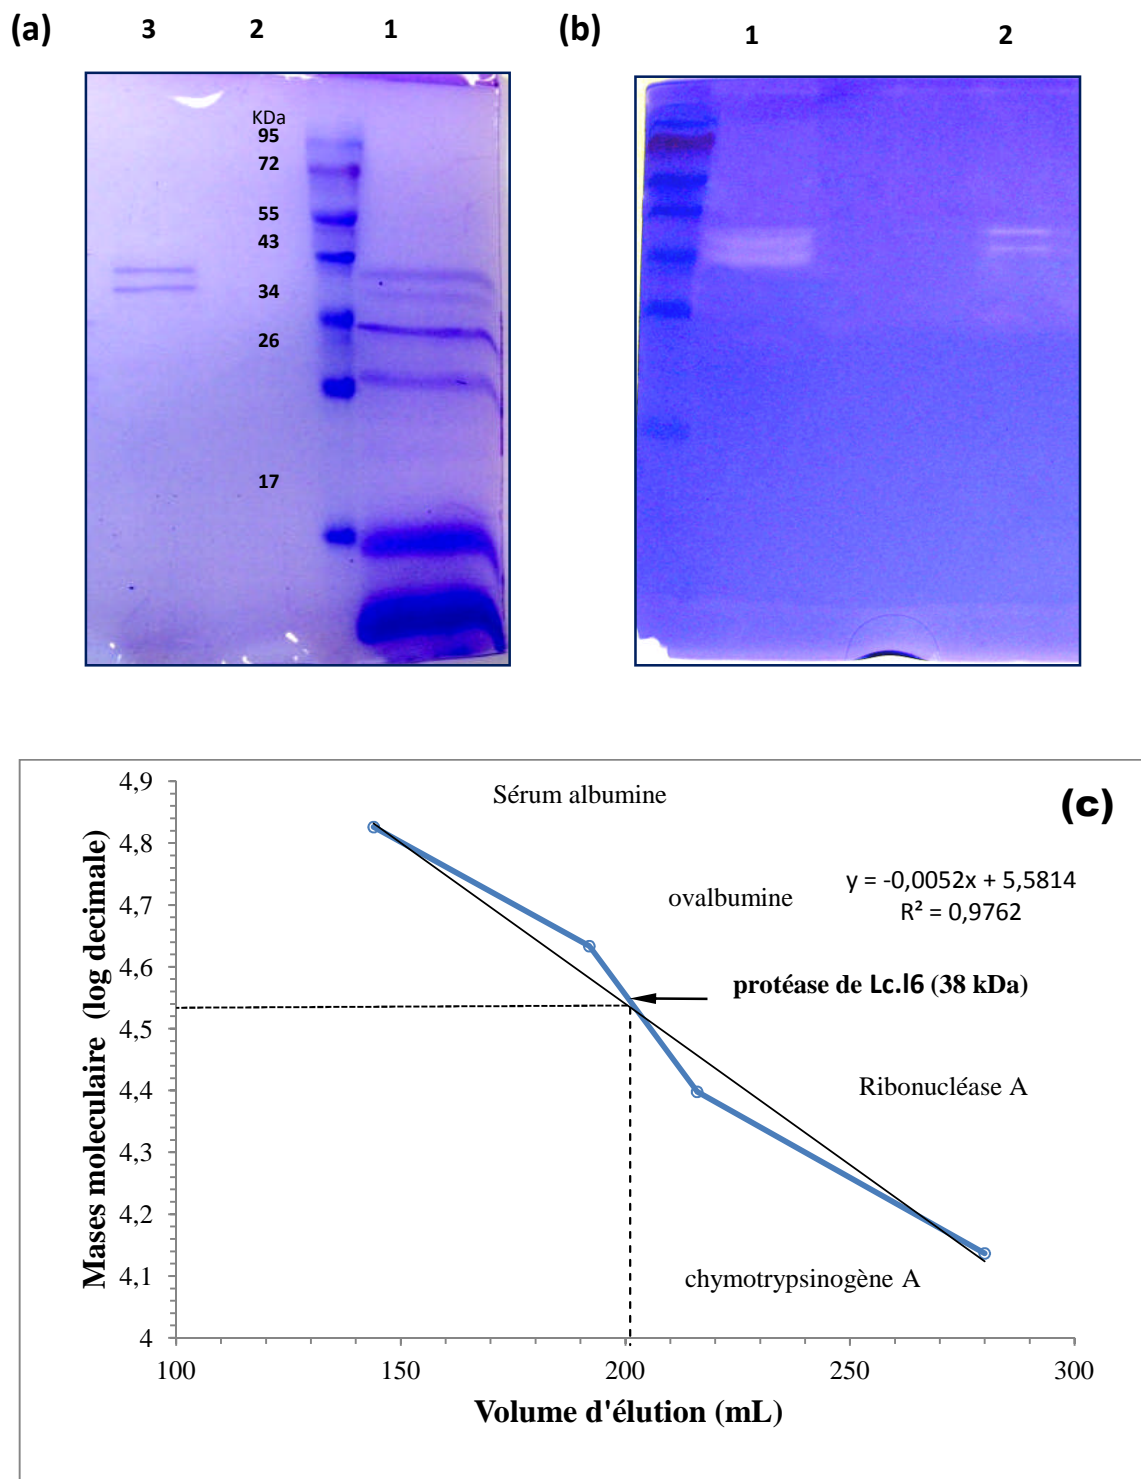 (a) 3 2 1
(b) 1 2
KDa
95
72
55
43
34
26
17
(c)
4,9
4,8
4,7
4,6
4,5
4,4
4,3
4,2
4,1
4
Mases moleculaire (log decimale)
Sérum albumine
ovalbumine
y = -0,0052x + 5,5814
R² = 0,9762
protéase de Lc.l6 (38 kDa)
Ribonucléase A
chymotrypsinogène A
100 150 200 250 300
Volume d'élution (mL)